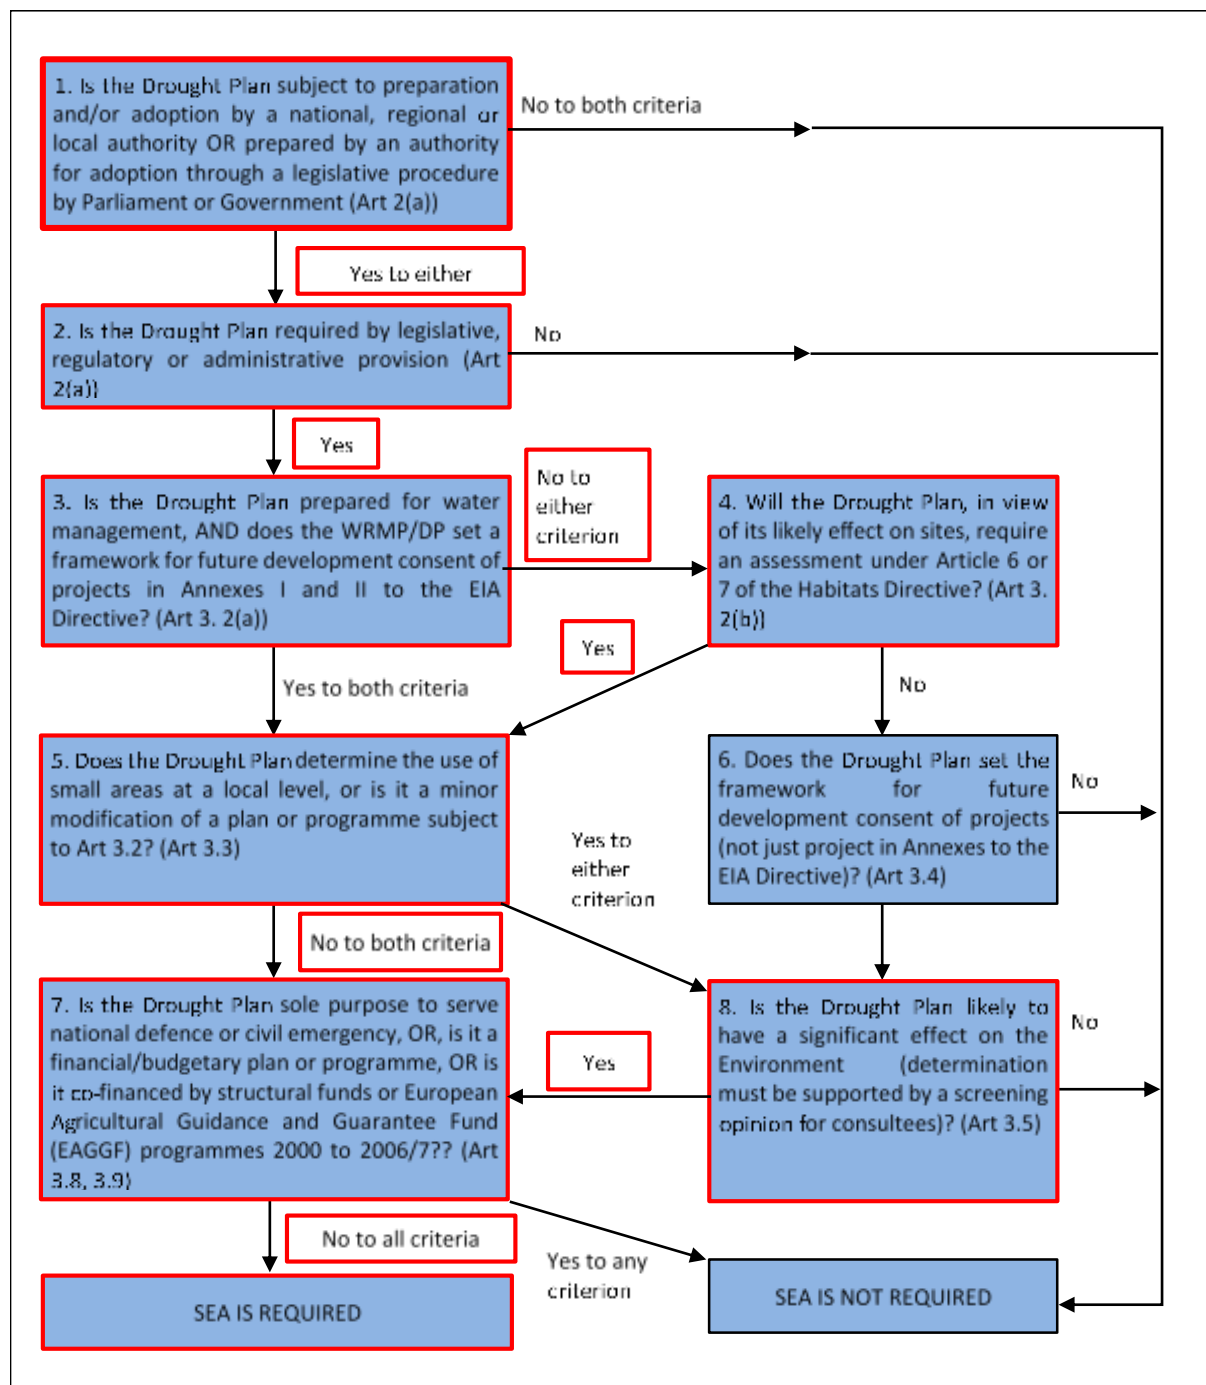 1. Is the Drought Plan subject to preparation
and/or adoption by a national, regional or
local authority OR prepared by an authority
for adoption through a legislative procedure
by Parliament or Government (Art 2(a))
No to both criteria
Yes to either
2. Is the Drought Plan required by legislative,
regulatory or administrative provision (Art
2(a))
No
Yes
3. Is the Drought Plan prepared for water
management, AND does the WRMP/DP set a
framework for future development consent of
projects in Annexes I and II to the EIA
Directive? (Art 3. 2(a))
No to
either
criterion
4. Will the Drought Plan, in view
of its likely effect on sites, require
an assessment under Article 6 or
7 of the Habitats Directive? (Art 3.
2(b))
Yes to both criteria
Yes
No
5. Does the Drought Plan determine the use of
small areas at a local level, or is it a minor
modification of a plan or programme subject
to Art 3.2? (Art 3.3)
Yes to
either
criterion
6. Does the Drought Plan set the
framework for future
development consent of projects
(not just project in Annexes to the
EIA Directive)? (Art 3.4)
No
No to both criteria
7. Is the Drought Plan sole purpose to serve
national defence or civil emergency, OR, is it a
financial/budgetary plan or programme, OR is
it co-financed by structural funds or European
Agricultural Guidance and Guarantee Fund
(EAGGF) programmes 2000 to 2006/7?? (Art
3.8, 3.9)
Yes
8. Is the Drought Plan likely to
have a significant effect on the
Environment (determination
must be supported by a screening
opinion for consultees)? (Art 3.5)
No
No to all criteria
Yes to any
criterion
SEA IS REQUIRED
SEA IS NOT REQUIRED